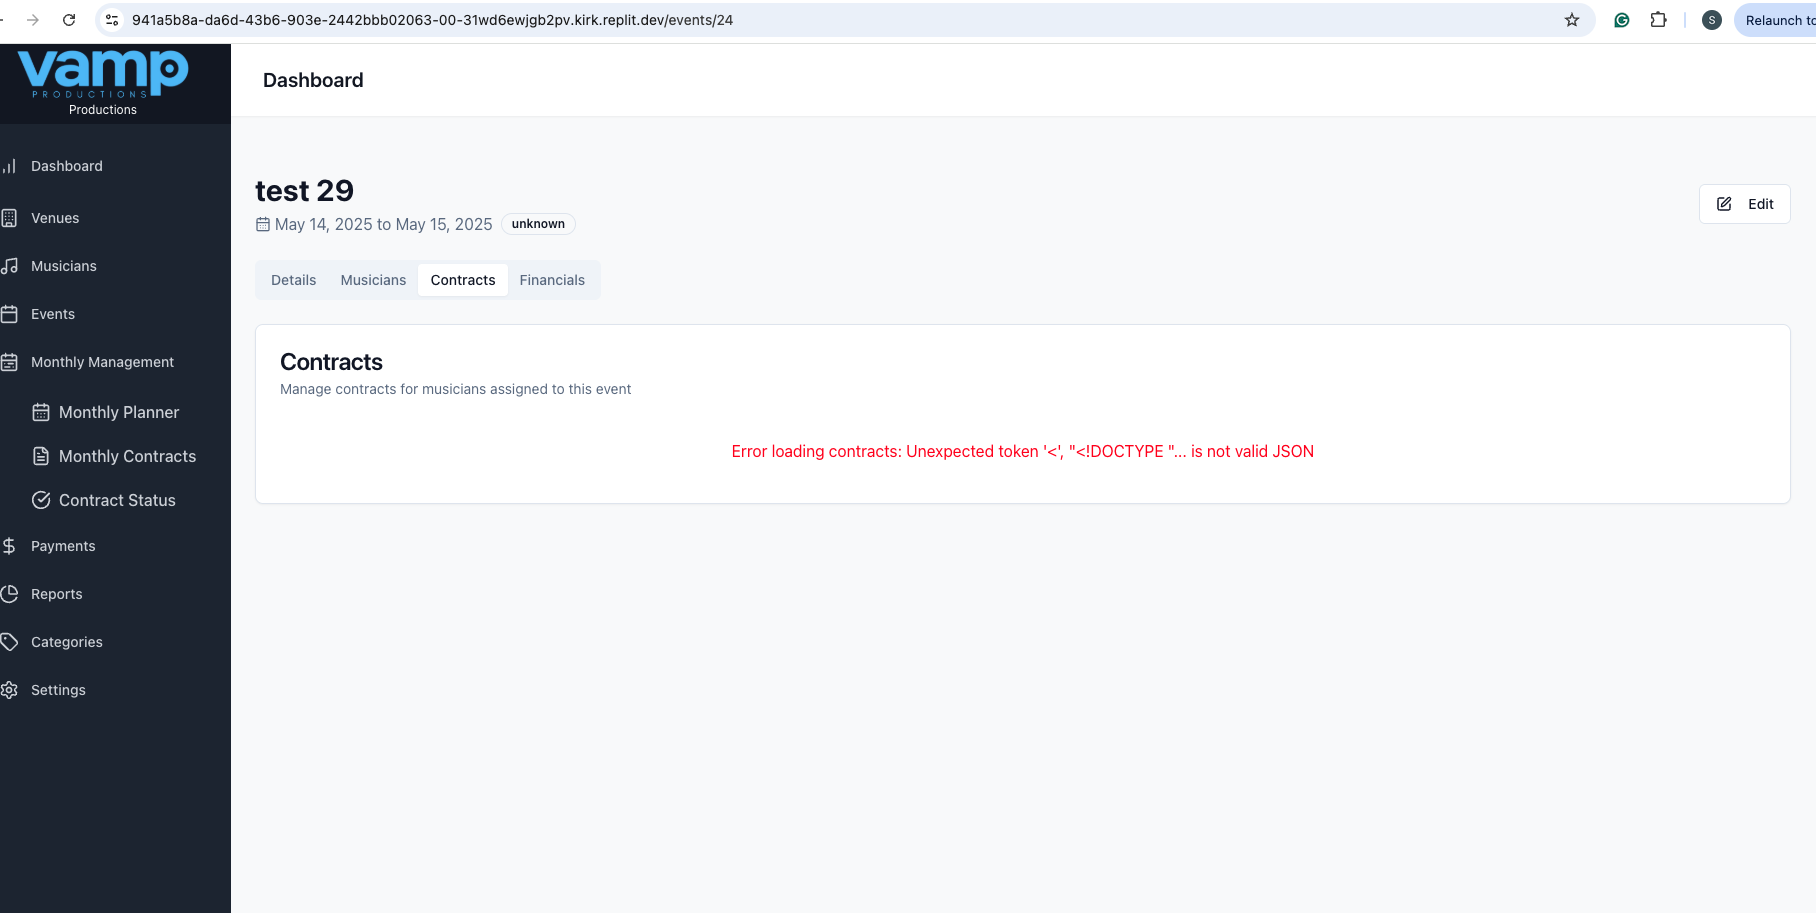 941a5b8a-da6d-43b6-903e-2442bbb02063-00-31wd6ewjgb2pv.kirk.replit.dev/events/24
S
Relaunch to
vamp
PRODUCTIONS
Productions
Dashboard
Dashboard
Venues
Musicians
Events
Monthly Management
Monthly Planner
Monthly Contracts
Contract Status
Payments
Reports
Categories
Settings
test 29
May 14, 2025 to May 15, 2025 unknown
Edit
Details Musicians Contracts Financials
Contracts
Manage contracts for musicians assigned to this event
Error loading contracts: Unexpected token '<', "<!DOCTYPE "... is not valid JSON